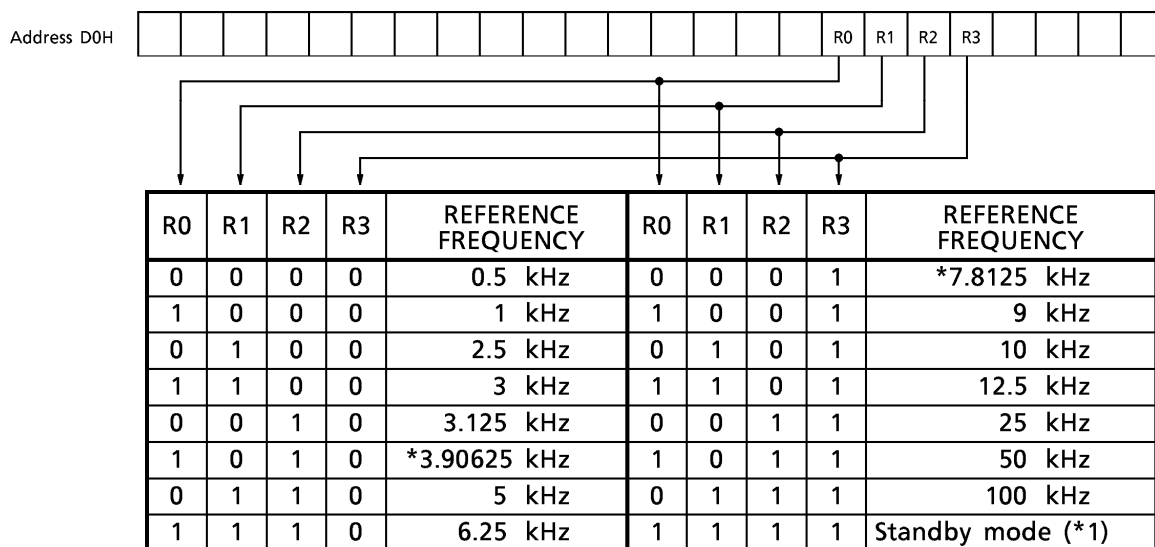 Address D0H R0 R1 R2 R3
R0 R1 R2 R3 REFERENCE FREQUENCY R0 R1 R2 R3 REFERENCE FREQUENCY
0 0 0 0 0.5 kHz 0 0 0 1 *7.8125 kHz
1 0 0 0 1 kHz 1 0 0 1 9 kHz
0 1 0 0 2.5 kHz 0 1 0 1 10 kHz
1 1 0 0 3 kHz 1 1 0 1 12.5 kHz
0 0 1 0 3.125 kHz 0 0 1 1 25 kHz
1 0 1 0 *3.90625 kHz 1 0 1 1 50 kHz
0 1 1 0 5 kHz 0 1 1 1 100 kHz
1 1 1 0 6.25 kHz 1 1 1 1 Standby mode (*1)